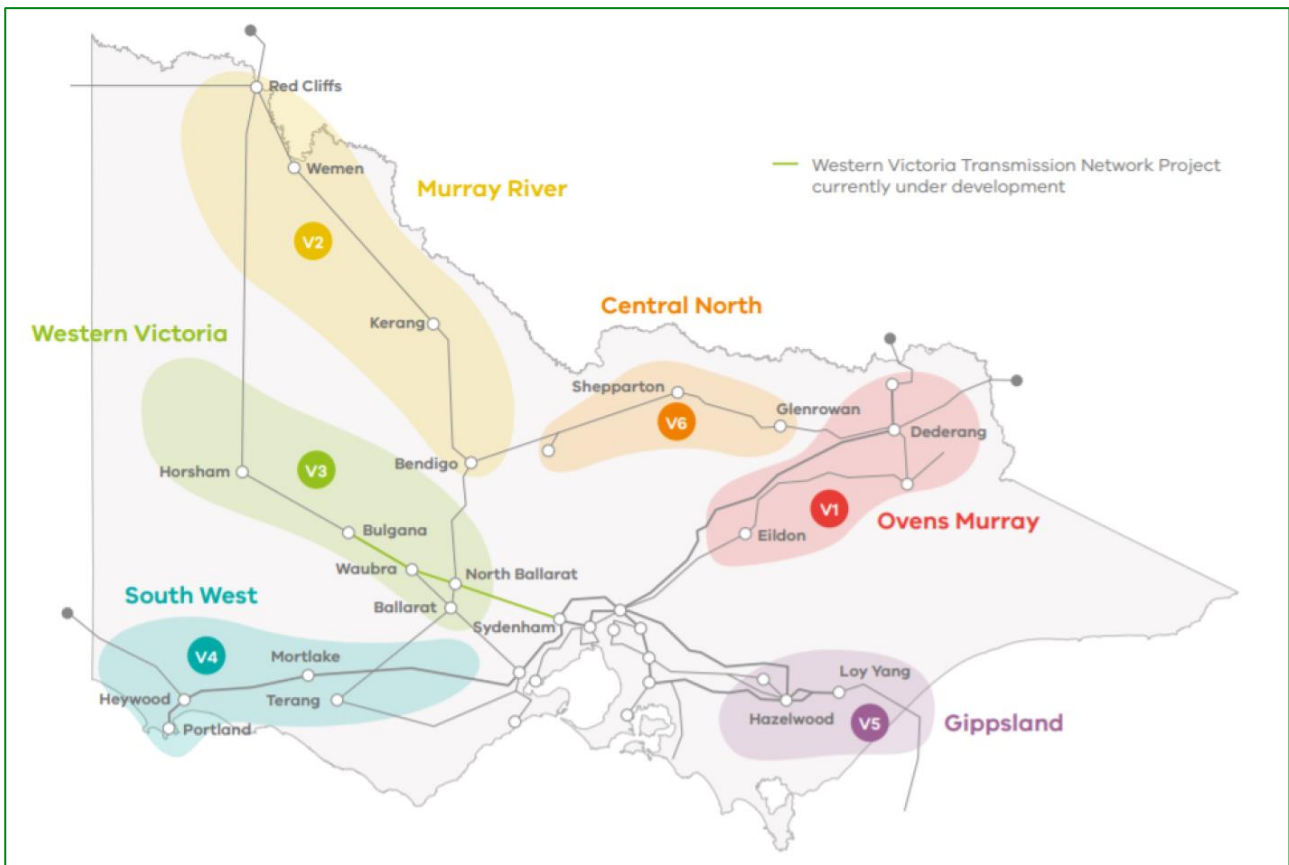 Red Cliffs
Wemen
Western Victoria Transmission Network Project
currently under development
Murray River
V2
Central North
Kerang
Western Victoria
Shepparton
Glenrowan
V6
Dederang
Bendigo
V3
Horsham
V1
Ovens Murray
Bulgana
Eildon
Waubra
North Ballarat
South West
Ballarat
Sydenham
V4
Mortlake
Loy Yang
Heywood
Terang
Hazelwood
V5
Gippsland
Portland